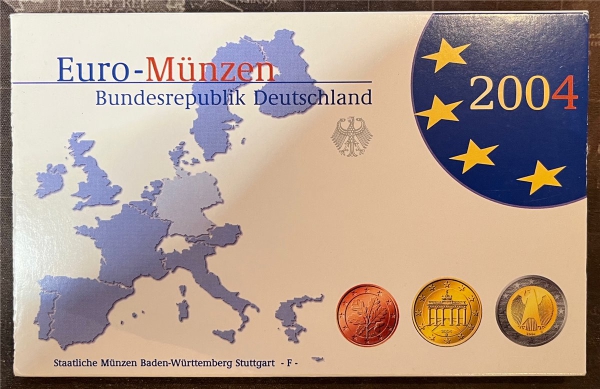 Euro-Münzen
Bundesrepublik Deutschland
2004
Staatliche Münzen Baden-Württemberg Stuttgart - F -